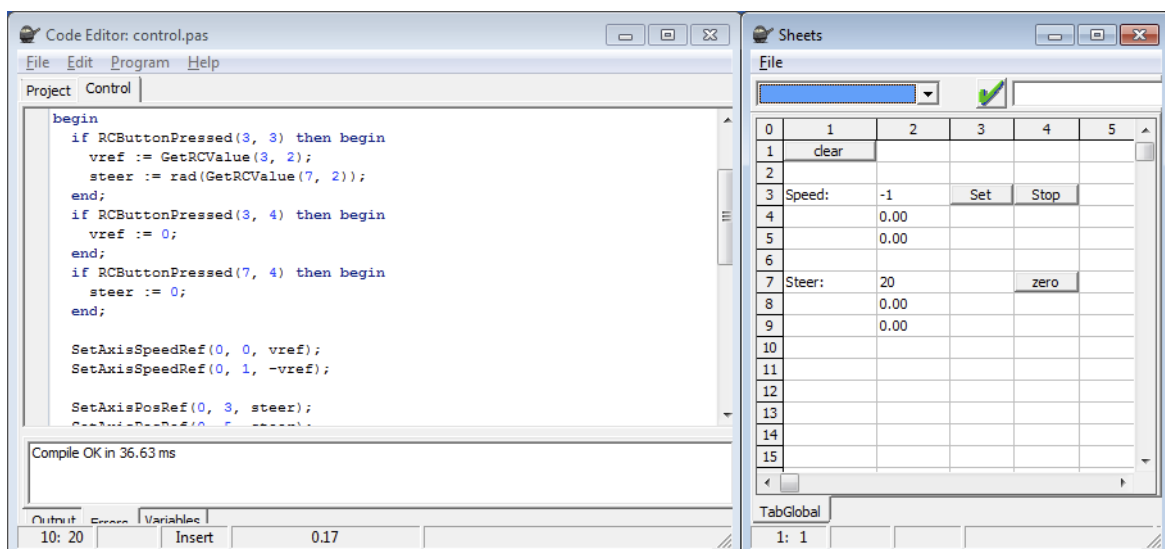 Code Editor: control.pas
File Edit Program Help
Project Control
begin
if RCButtonPressed(3, 3) then begin
vref := GetRCValue(3, 2);
steer := rad(GetRCValue(7, 2));
end;
if RCButtonPressed(3, 4) then begin
vref := 0;
end;
if RCButtonPressed(7, 4) then begin
steer := 0;
end;
SetAxisSpeedRef(0, 0, vref);
SetAxisSpeedRef(0, 1, -vref);
SetAxisPosRef(0, 3, steer);
Compile OK in 36.63 ms
Output Errors Variables
10: 20 Insert 0.17
Sheets
File
0 1 2 3 4 5
1 clear
2
3 Speed: -1 Set Stop
4 0.00
5 0.00
6
7 Steer: 20 zero
8 0.00
9 0.00
10
11
12
13
14
15
TabGlobal
1: 1